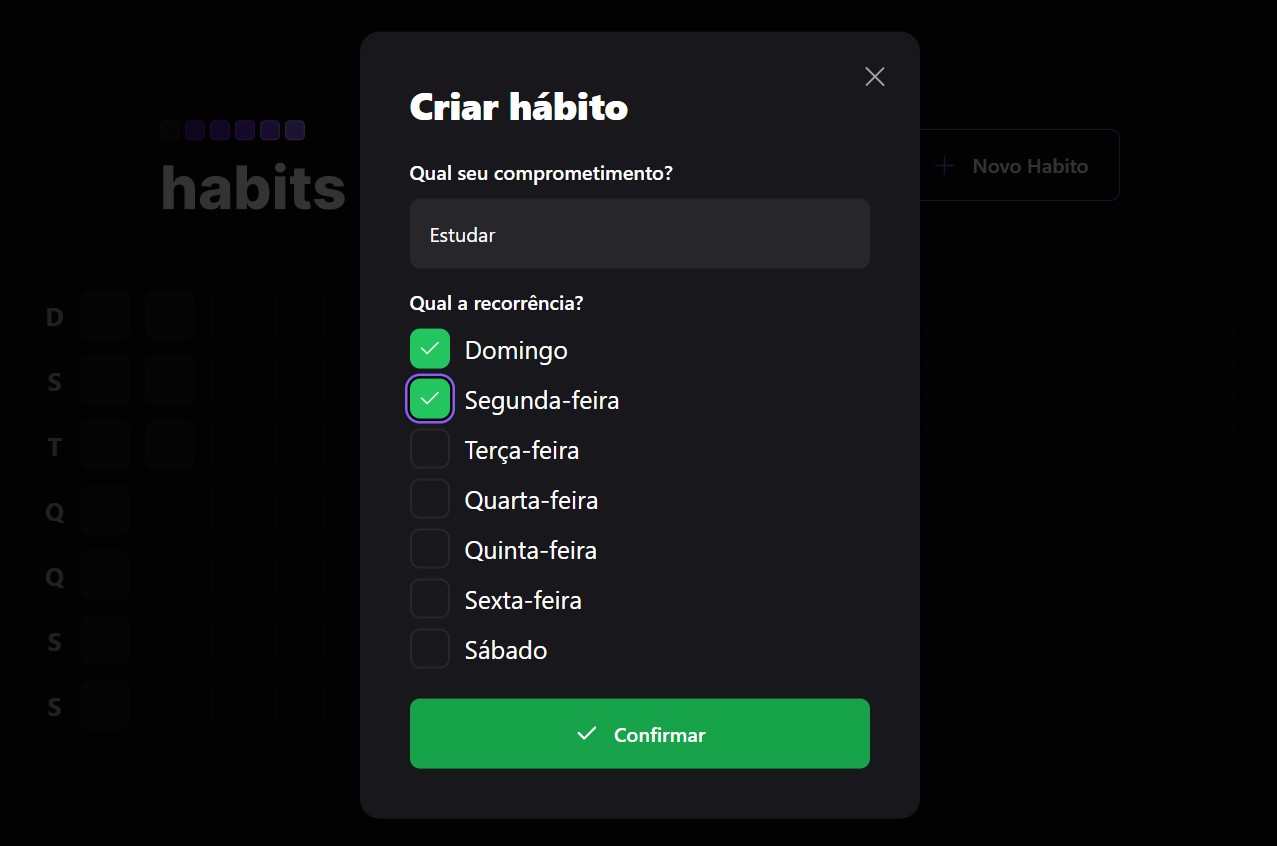 Criar hábito
habits
Novo Habito
Qual seu comprometimento?
Estudar
Qual a recorrência?
Domingo
Segunda-feira
Terça-feira
Quarta-feira
Quinta-feira
Sexta-feira
Sábado
Confirmar
D
S
T
Q
Q
S
S